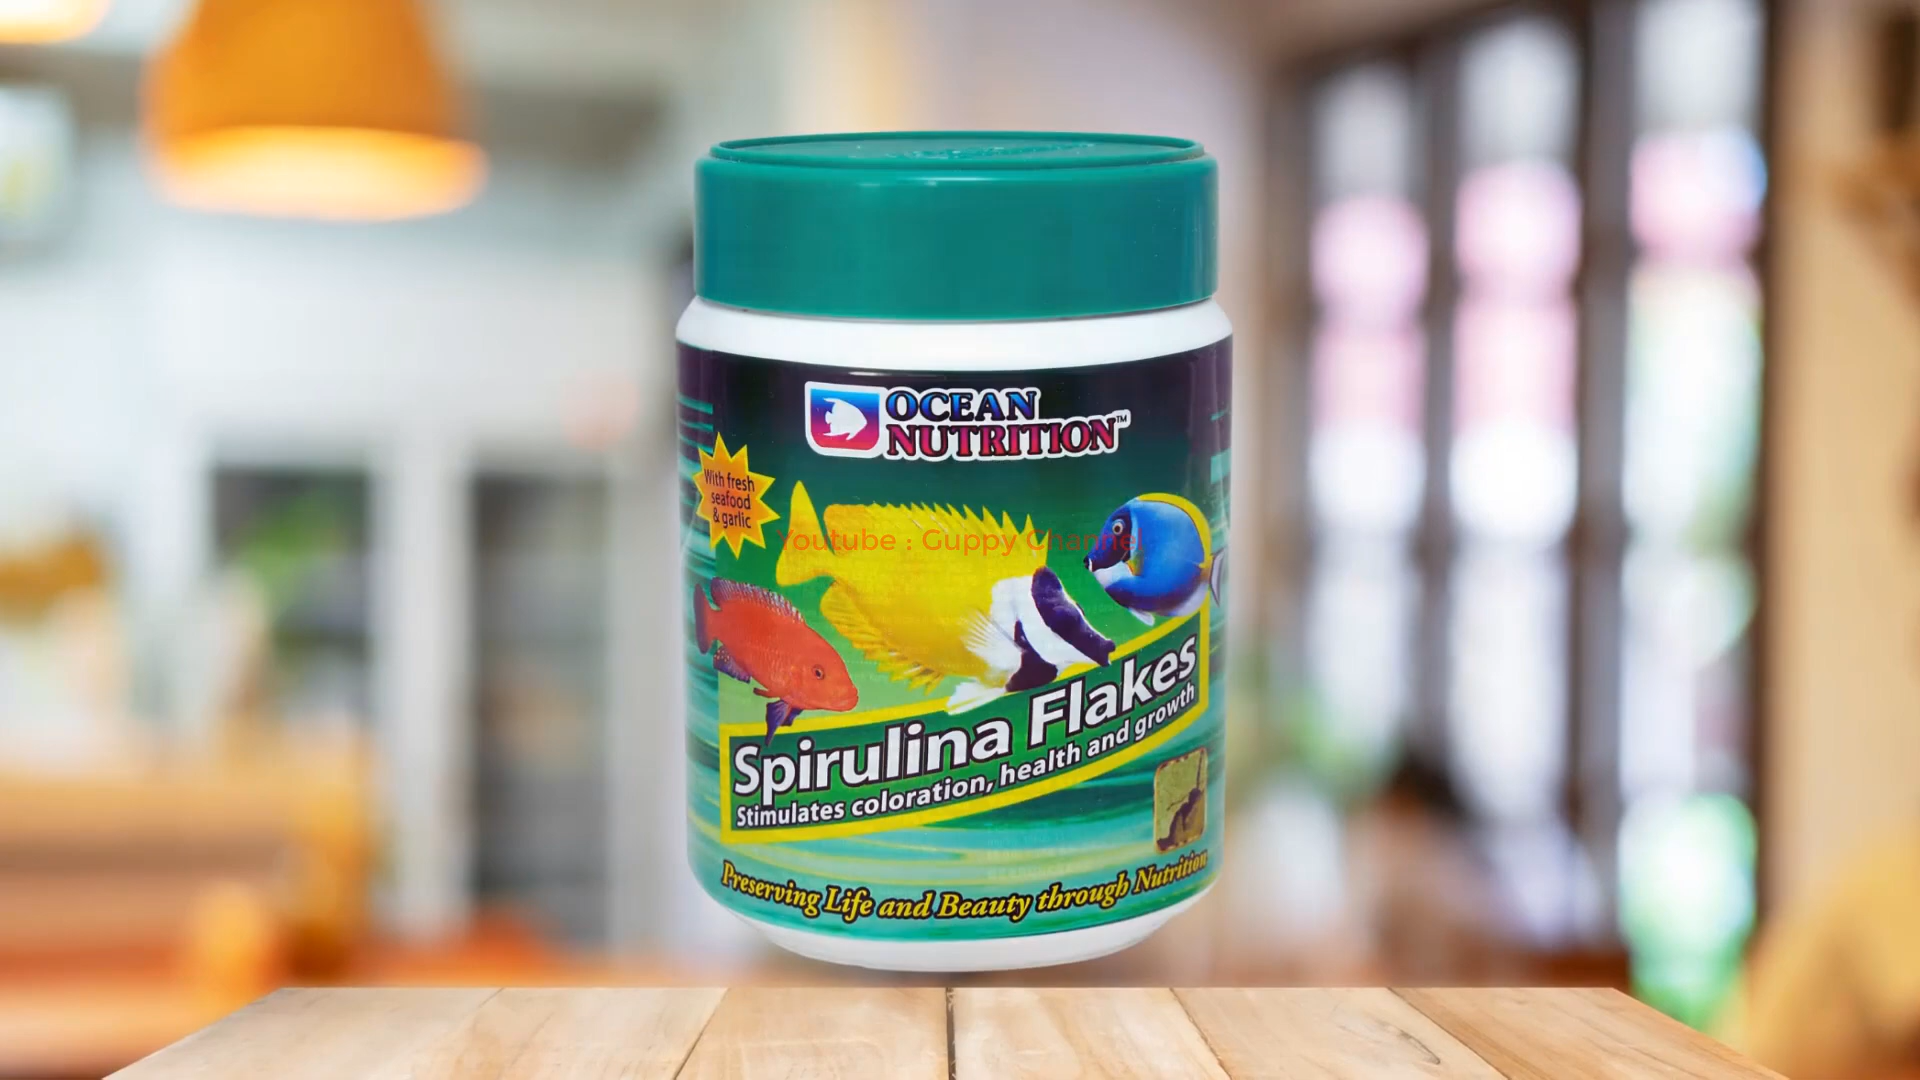 OCEAN
NUTRITION™
With fresh
seafood
& garlic
Youtube : Guppy Channel
Spirulina Flakes
Stimulates coloration, health and growth
Preserving Life and Beauty through Nutrition